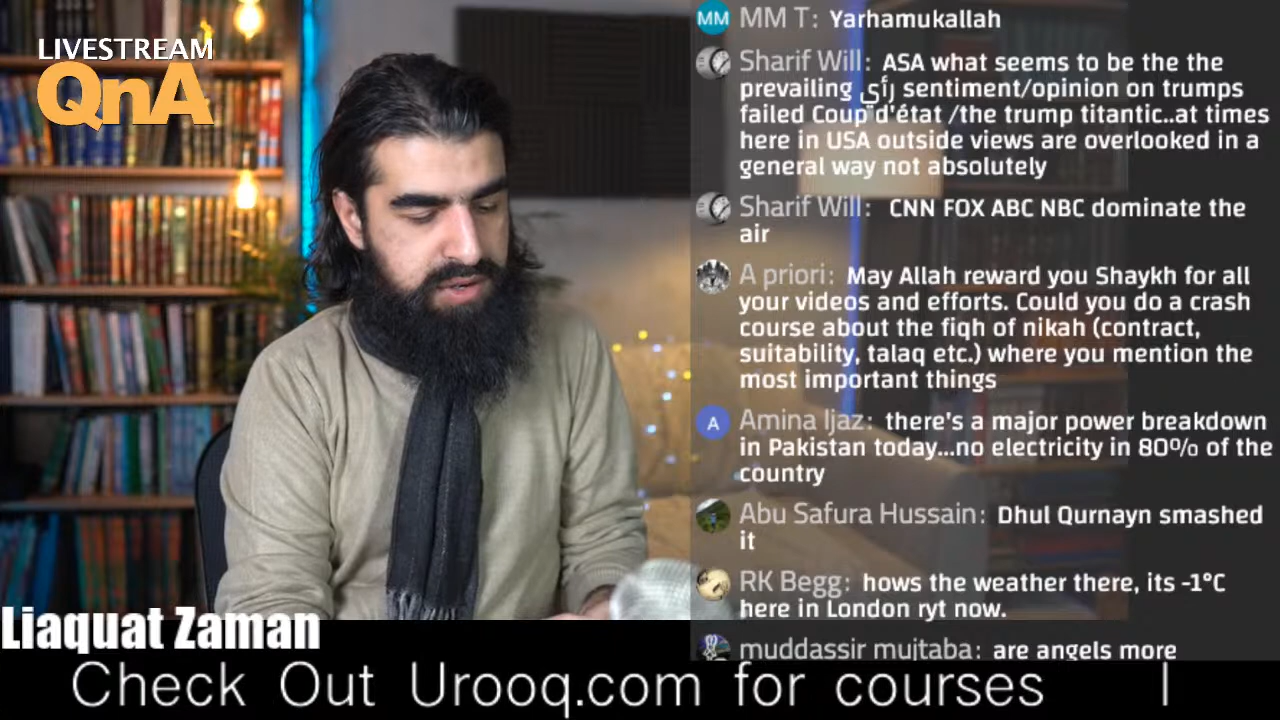 LIVESTREAM
QnA
MM
MM T: Yarhamukallah
Sharif Will: ASA what seems to be the the
prevailing رأى sentiment/opinion on trumps
failed Coup d'état /the trump titantic..at times
here in USA outside views are overlooked in a
general way not absolutely
Sharif Will: CNN FOX ABC NBC dominate the
air
A priori: May Allah reward you Shaykh for all
your videos and efforts. Could you do a crash
course about the fiqh of nikah (contract,
suitability, talaq etc.) where you mention the
most important things
A
Amina Ijaz: there's a major power breakdown
in Pakistan today...no electricity in 80% of the
country
Abu Safura Hussain: Dhul Qurnayn smashed
it
RK Begg: hows the weather there, its -1°C
here in London ryt now.
muddassir mujtaba: are angels more
Liaquat Zaman
Check Out Urooq.com for courses